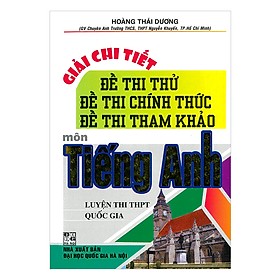 HOÀNG THÁI DƯƠNG
(GV Chuyên Anh Trường THCS, THPT Nguyễn Khuyến, TP.Hồ Chí Minh)
GIẢI CHI TIẾT
ĐỀ THI THỬ
ĐỀ THI CHÍNH THỨC
ĐỀ THI THAM KHẢO
môn
Tiếng Anh
LUYỆN THI THPT
QUỐC GIA
NHÀ XUẤT BẢN
ĐẠI HỌC QUỐC GIA HÀ NỘI